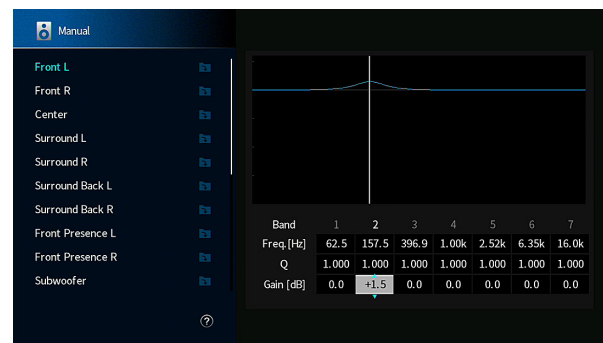 Manual
Front L
Front R
Center
Surround L
Surround R
Surround Back L
Surround Back R
Front Presence L
Front Presence R
Subwoofer
?
Band 1 2 3 4 5 6 7
Freq.[Hz] 62.5 157.5 396.9 1.00k 2.52k 6.35k 16.0k
Q 1.000 1.000 1.000 1.000 1.000 1.000 1.000
Gain [dB] 0.0 +1.5 0.0 0.0 0.0 0.0 0.0